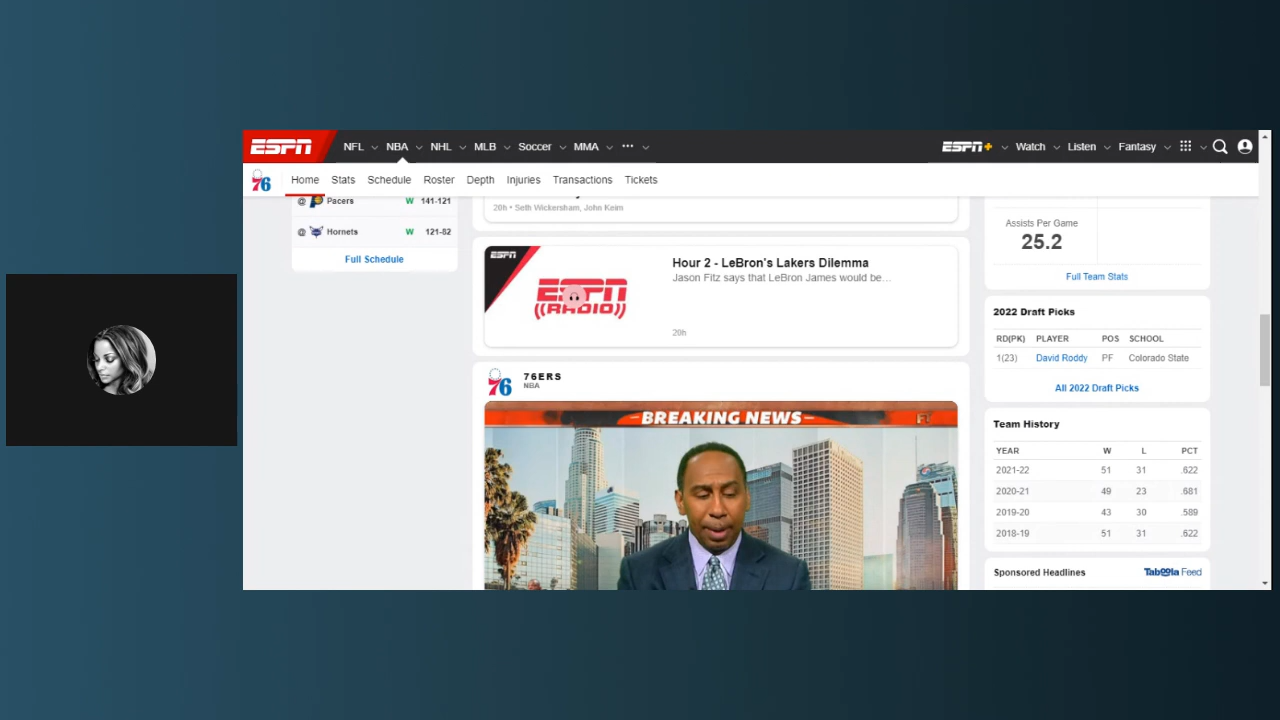 ESPN NFL NBA NHL MLB Soccer MMA ••• ESPN+ Watch Listen Fantasy
76 Home Stats Schedule Roster Depth Injuries Transactions Tickets
@ Pacers W 141-121
@ Hornets W 121-82
Full Schedule
20h • Seth Wickersham, John Keim
ESPN
ESPN
((RADIO))
Hour 2 - LeBron's Lakers Dilemma
Jason Fitz says that LeBron James would be…
20h
76 76ERS
NBA
BREAKING NEWS
FT
Assists Per Game
25.2
Full Team Stats
2022 Draft Picks
RD(PK) PLAYER POS SCHOOL
1(23) David Roddy PF Colorado State
All 2022 Draft Picks
Team History
YEAR W L PCT
2021-22 51 31 .622
2020-21 49 23 .681
2019-20 43 30 .589
2018-19 51 31 .622
Sponsored Headlines Taboola Feed